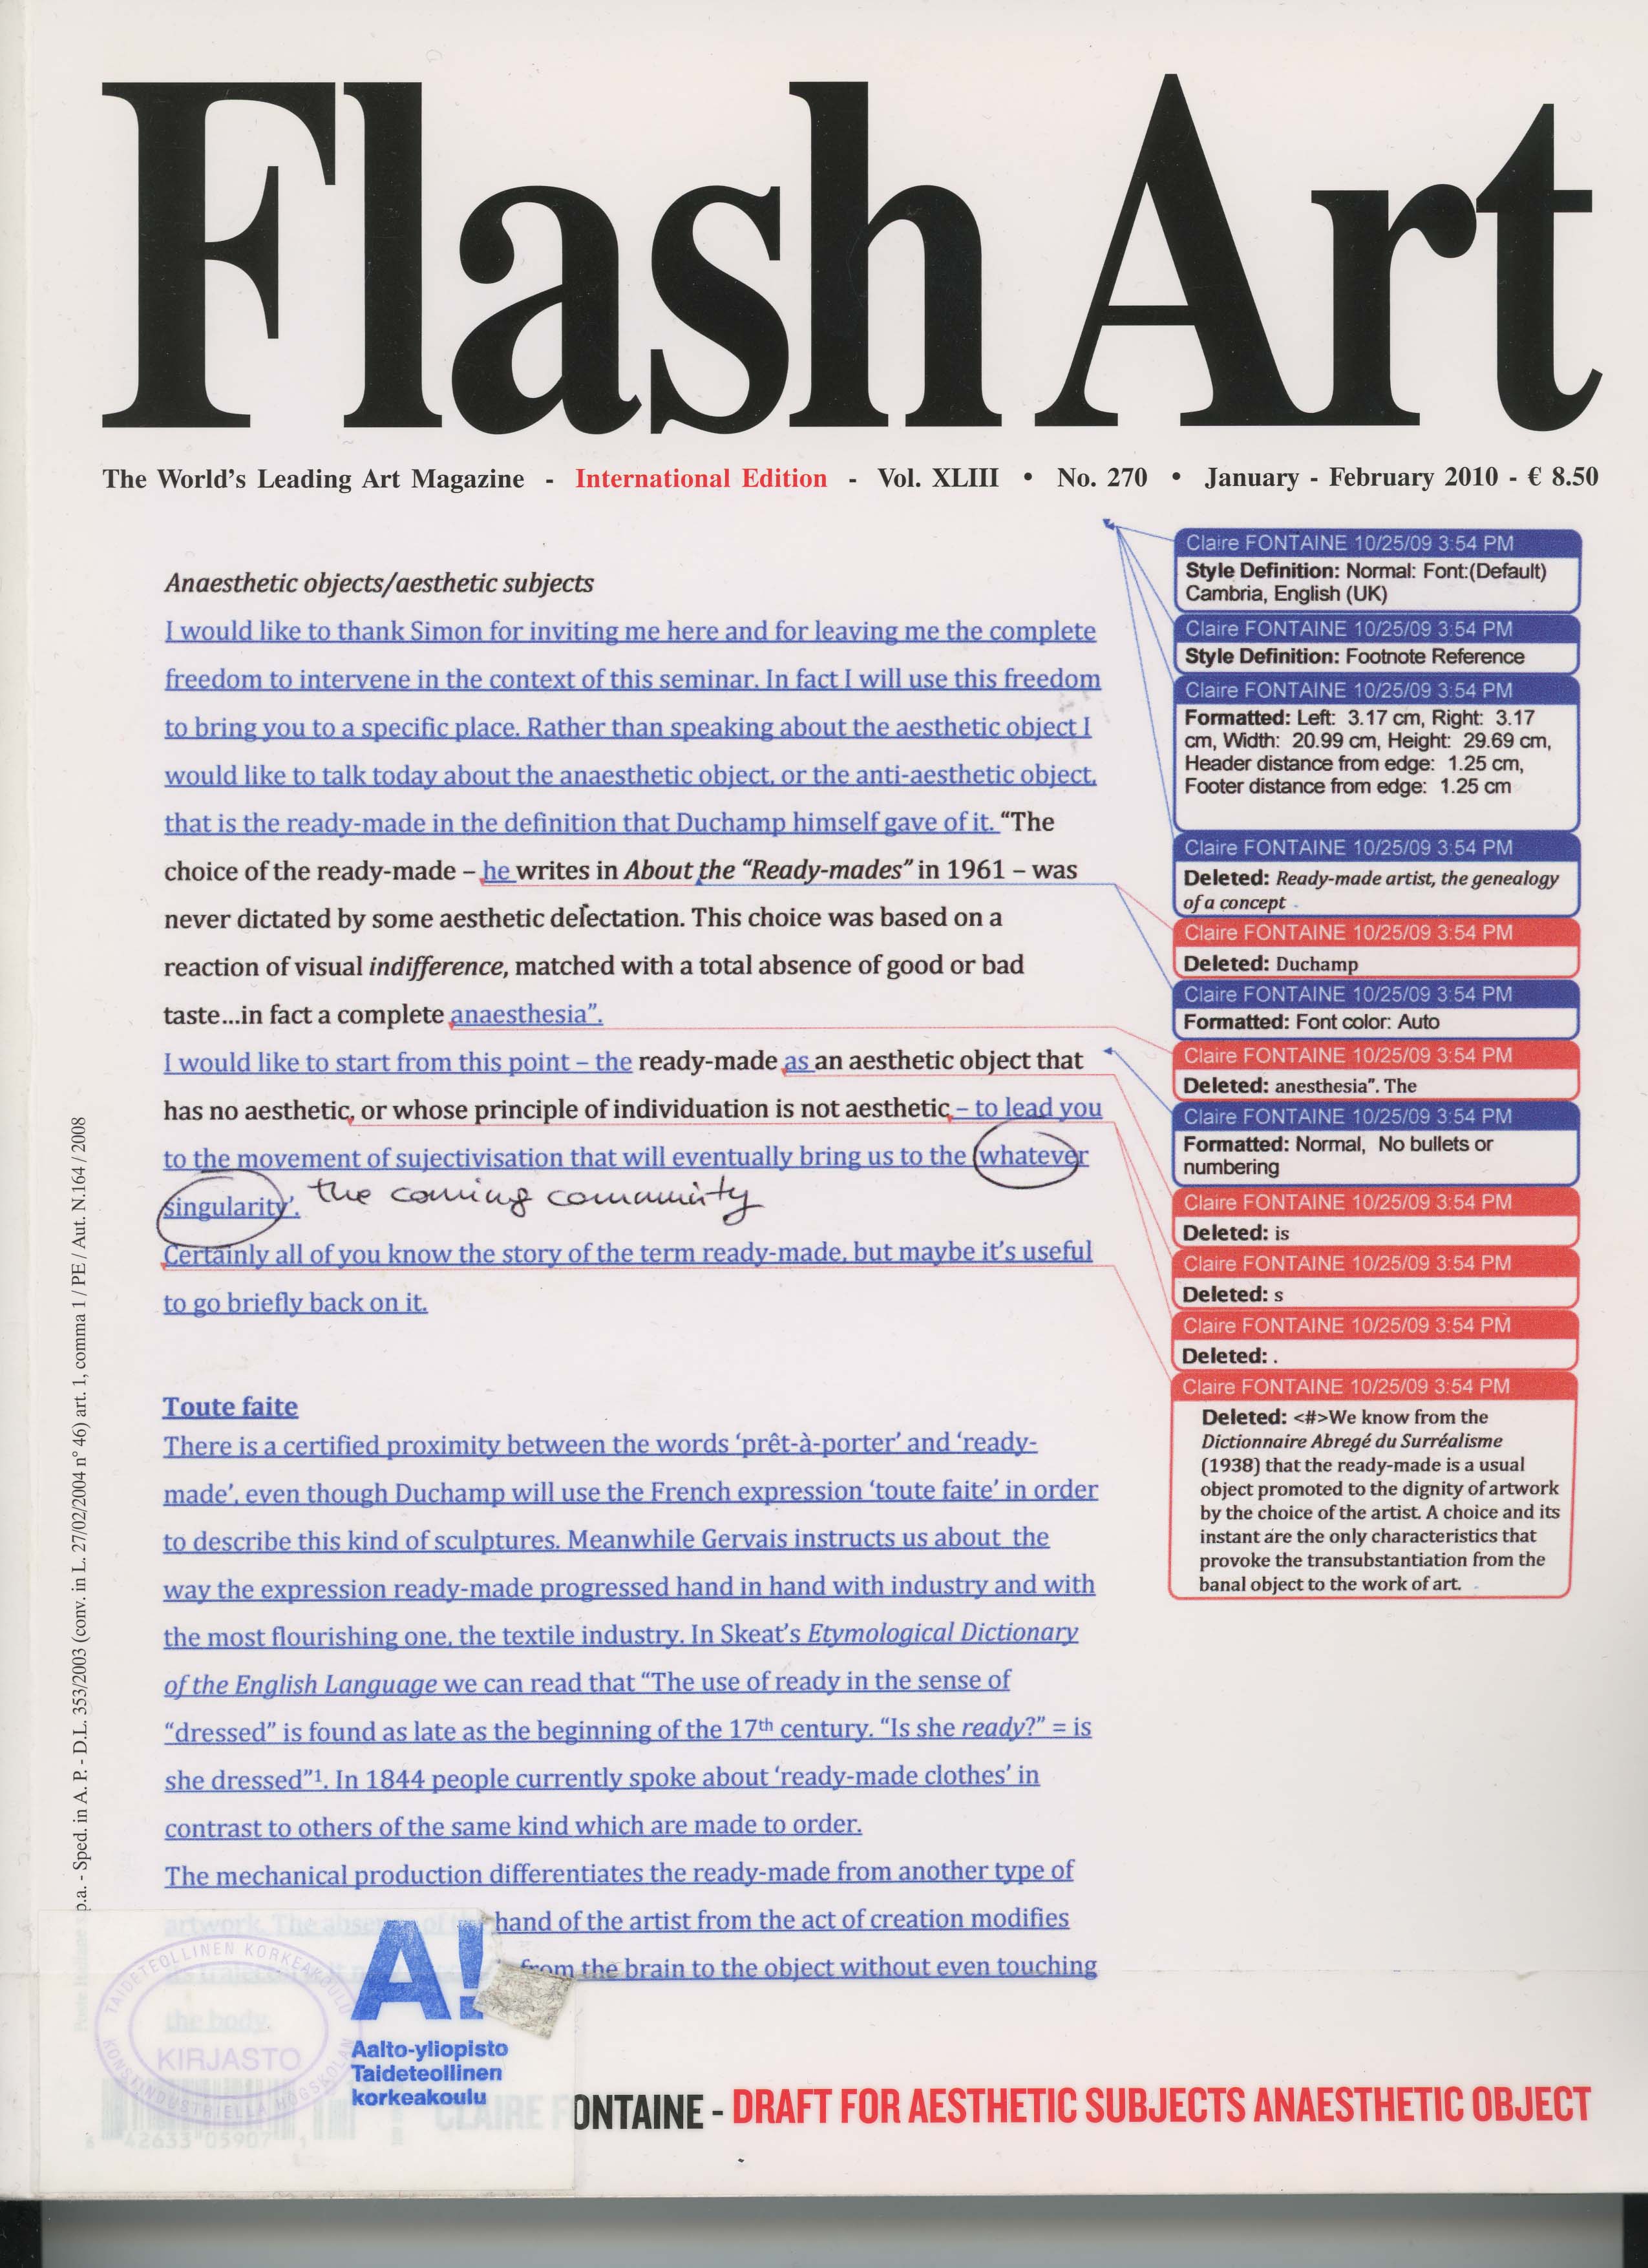 Flash Art
The World's Leading Art Magazine - International Edition - Vol. XLIII • No. 270 • January - February 2010 - € 8.50
Anaesthetic objects/aesthetic subjects
I would like to thank Simon for inviting me here and for leaving me the complete
freedom to intervene in the context of this seminar. In fact I will use this freedom
to bring you to a specific place. Rather than speaking about the aesthetic object I
would like to talk today about the anaesthetic object, or the anti-aesthetic object,
that is the ready-made in the definition that Duchamp himself gave of it. “The
choice of the ready-made – he writes in About the “Ready-mades” in 1961 – was
never dictated by some aesthetic delectation. This choice was based on a
reaction of visual indifference, matched with a total absence of good or bad
taste...in fact a complete anaesthesia”.
I would like to start from this point – the ready-made as an aesthetic object that
has no aesthetic, or whose principle of individuation is not aesthetic, – to lead you
to the movement of sujectivisation that will eventually bring us to the whatever
singularity’. the coming community
Certainly all of you know the story of the term ready-made, but maybe it’s useful
to go briefly back on it.
Toute faite
There is a certified proximity between the words ‘prêt-à-porter’ and ‘ready-
made’, even though Duchamp will use the French expression ‘toute faite’ in order
to describe this kind of sculptures. Meanwhile Gervais instructs us about the
way the expression ready-made progressed hand in hand with industry and with
the most flourishing one, the textile industry. In Skeat’s Etymological Dictionary
of the English Language we can read that “The use of ready in the sense of
“dressed” is found as late as the beginning of the 17th century. “Is she ready?” = is
she dressed”1. In 1844 people currently spoke about ‘ready-made clothes’ in
contrast to others of the same kind which are made to order.
The mechanical production differentiates the ready-made from another type of
artwork. The absence of the hand of the artist from the act of creation modifies
from the brain to the object without even touching
the body.
Claire FONTAINE 10/25/09 3:54 PM
Style Definition: Normal: Font:(Default)
Cambria, English (UK)
Claire FONTAINE 10/25/09 3:54 PM
Style Definition: Footnote Reference
Claire FONTAINE 10/25/09 3:54 PM
Formatted: Left: 3.17 cm, Right: 3.17
cm, Width: 20.99 cm, Height: 29.69 cm,
Header distance from edge: 1.25 cm,
Footer distance from edge: 1.25 cm
Claire FONTAINE 10/25/09 3:54 PM
Deleted: Ready-made artist, the genealogy
of a concept
Claire FONTAINE 10/25/09 3:54 PM
Deleted: Duchamp
Claire FONTAINE 10/25/09 3:54 PM
Formatted: Font color: Auto
Claire FONTAINE 10/25/09 3:54 PM
Deleted: anesthesia”. The
Claire FONTAINE 10/25/09 3:54 PM
Formatted: Normal, No bullets or
numbering
Claire FONTAINE 10/25/09 3:54 PM
Deleted: is
Claire FONTAINE 10/25/09 3:54 PM
Deleted: s
Claire FONTAINE 10/25/09 3:54 PM
Deleted: .
Claire FONTAINE 10/25/09 3:54 PM
Deleted: <#>We know from the
Dictionnaire Abregé du Surréalisme
(1938) that the ready-made is a usual
object promoted to the dignity of artwork
by the choice of the artist. A choice and its
instant are the only characteristics that
provoke the transubstantiation from the
banal object to the work of art.
p.a. - Sped. in A. P. - D.L. 353/2003 (conv. in L. 27/02/2004 n° 46) art. 1, comma 1 / PE / Aut. N.164 / 2008
TAIDETEOLLINEN KORKEAKOULU
KIRJASTO
KONSTINDUSTRIELLA HÖGSKOLAN
A!
Aalto-yliopisto
Taideteollinen
korkeakoulu
42633 05907
CLAIRE FONTAINE - DRAFT FOR AESTHETIC SUBJECTS ANAESTHETIC OBJECT